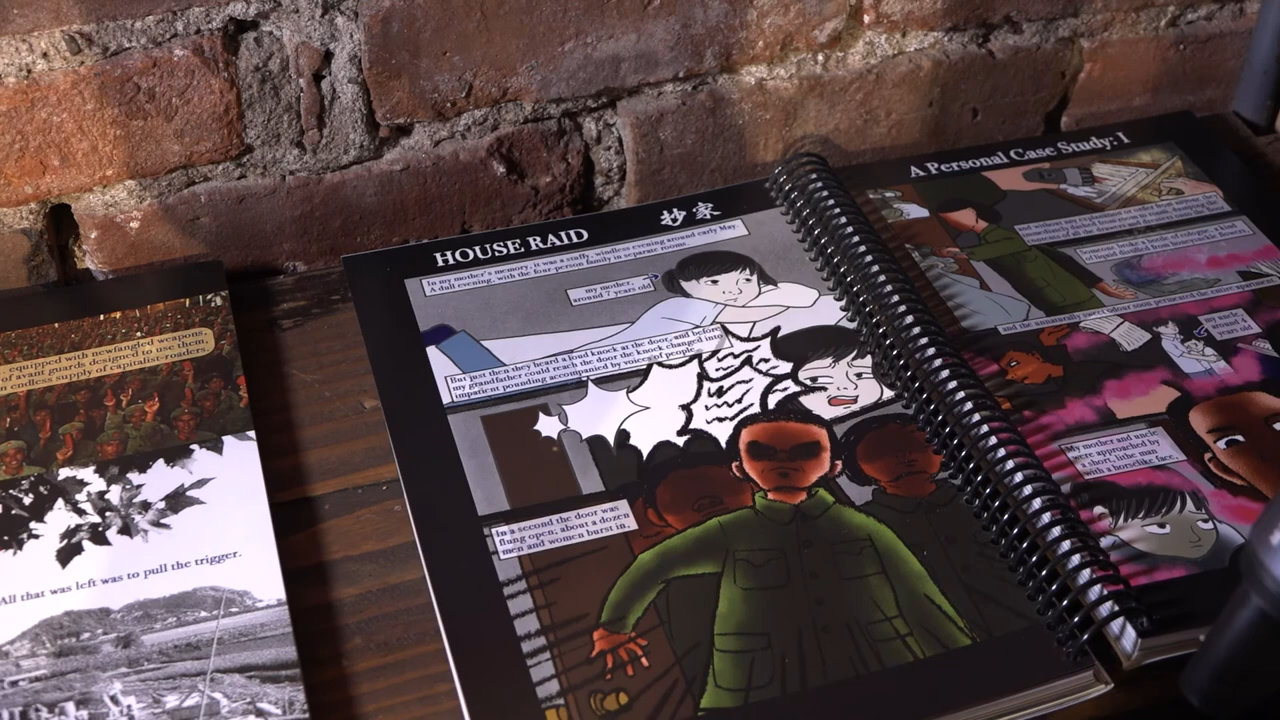 equipped with newfangled weapons,
of avant guards designed to use them,
n endless supply of capitalist-roaders.
All that was left was to pull the trigger.
HOUSE RAID
抄家
In my mother's memory, it was a stuffy, windless evening around early May.
A dull evening, with the four-person family in separate rooms.
my mother,
around 7 years old
But just then they heard a loud knock at the door, and before
my grandfather could reach the door the knock changed into
impatient pounding accompanied by voices of people.
In a second the door was
flung open, about a dozen
men and women burst in.
A Personal Case Study: I
and without any explanation or
Someone broke a bottle of cologne, a kind
of liquid distilled from honeysuckle flowers
and the unnaturally sweet odour soon permeated the entire apartment.
my uncle,
around 4
years old
My mother and uncle
were approached by
a short, lithe man
with a horselike face,